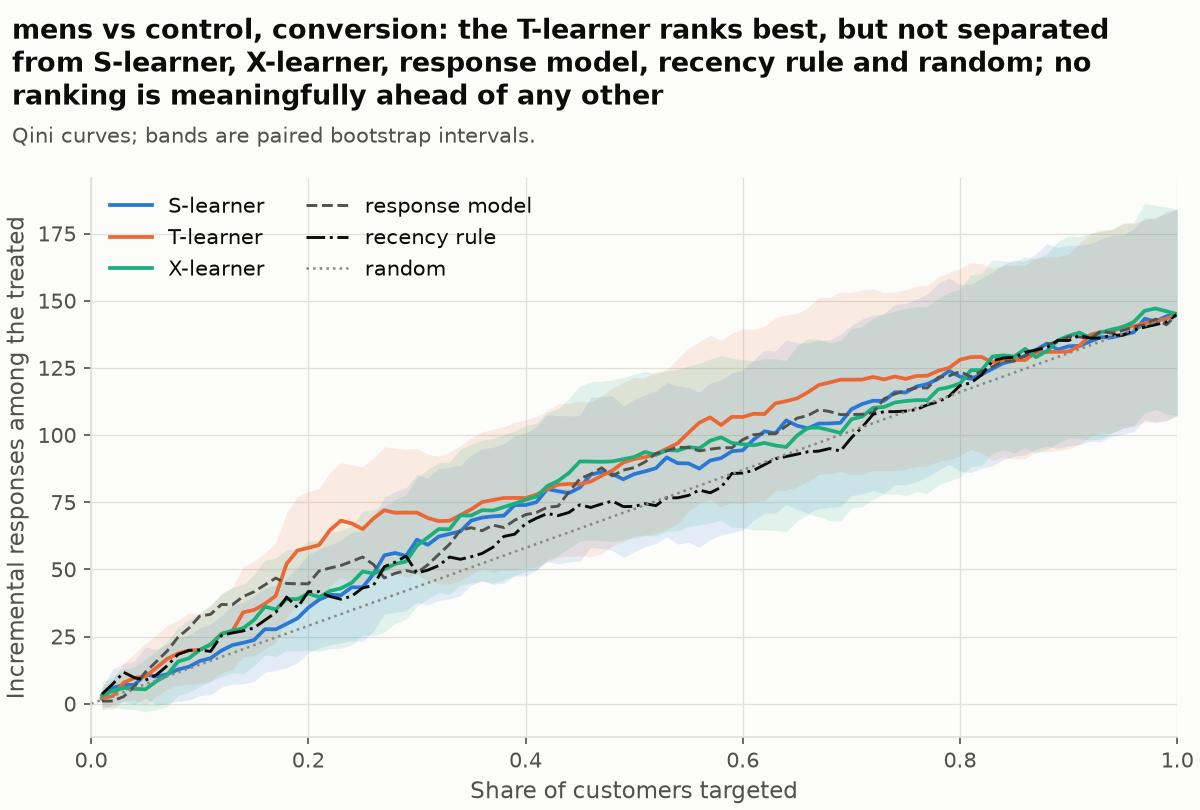 mens vs control, conversion: the T-learner ranks best, but not separated
from S-learner, X-learner, response model, recency rule and random; no
ranking is meaningfully ahead of any other
Qini curves; bands are paired bootstrap intervals.
S-learner
T-learner
X-learner
response model
recency rule
random
Incremental responses among the treated
175
150
125
100
75
50
25
0
0.0
0.2
0.4
0.6
0.8
1.0
Share of customers targeted